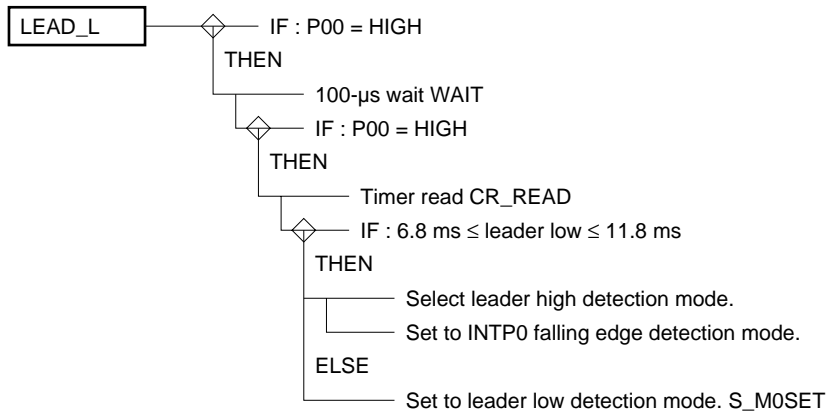 LEAD_L
IF : P00 = HIGH
THEN
100-µs wait WAIT
IF : P00 = HIGH
THEN
Timer read CR_READ
IF : 6.8 ms ≤ leader low ≤ 11.8 ms
THEN
Select leader high detection mode.
Set to INTP0 falling edge detection mode.
ELSE
Set to leader low detection mode. S_M0SET